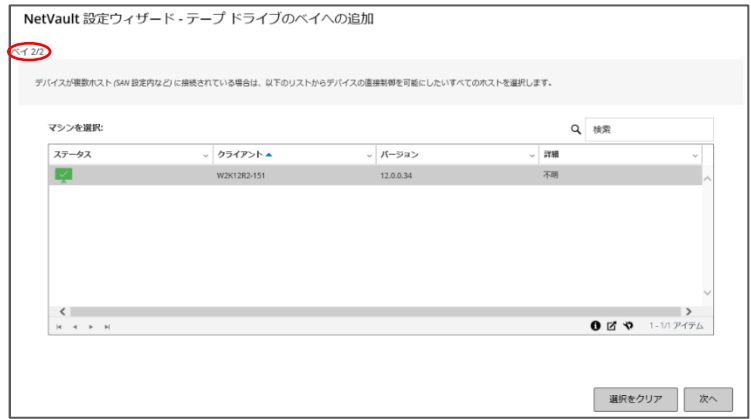 NetVault 設定ウィザード - テープ ドライブのベイへの追加
ベイ 2/2
デバイスが複数ホスト (SAN 設定内など) に接続されている場合は、以下のリストからデバイスの直接制御を可能にしたいすべてのホストを選択します。
マシンを選択:
検索
ステータス クライアント バージョン 詳細
W2K12R2-151 12.0.0.34 不明
1 - 1/1 アイテム
選択をクリア 次へ